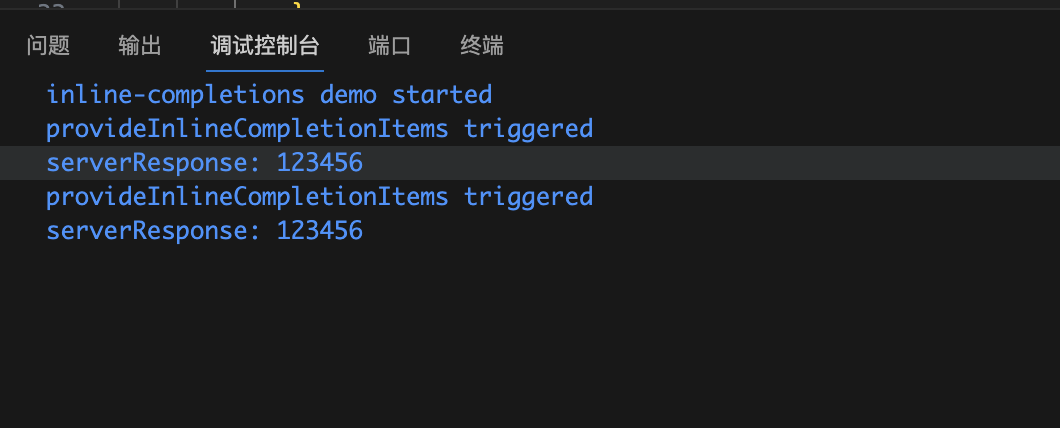 问题 输出 调试控制台 端口 终端
inline-completions demo started
provideInlineCompletionItems triggered
serverResponse: 123456
provideInlineCompletionItems triggered
serverResponse: 123456